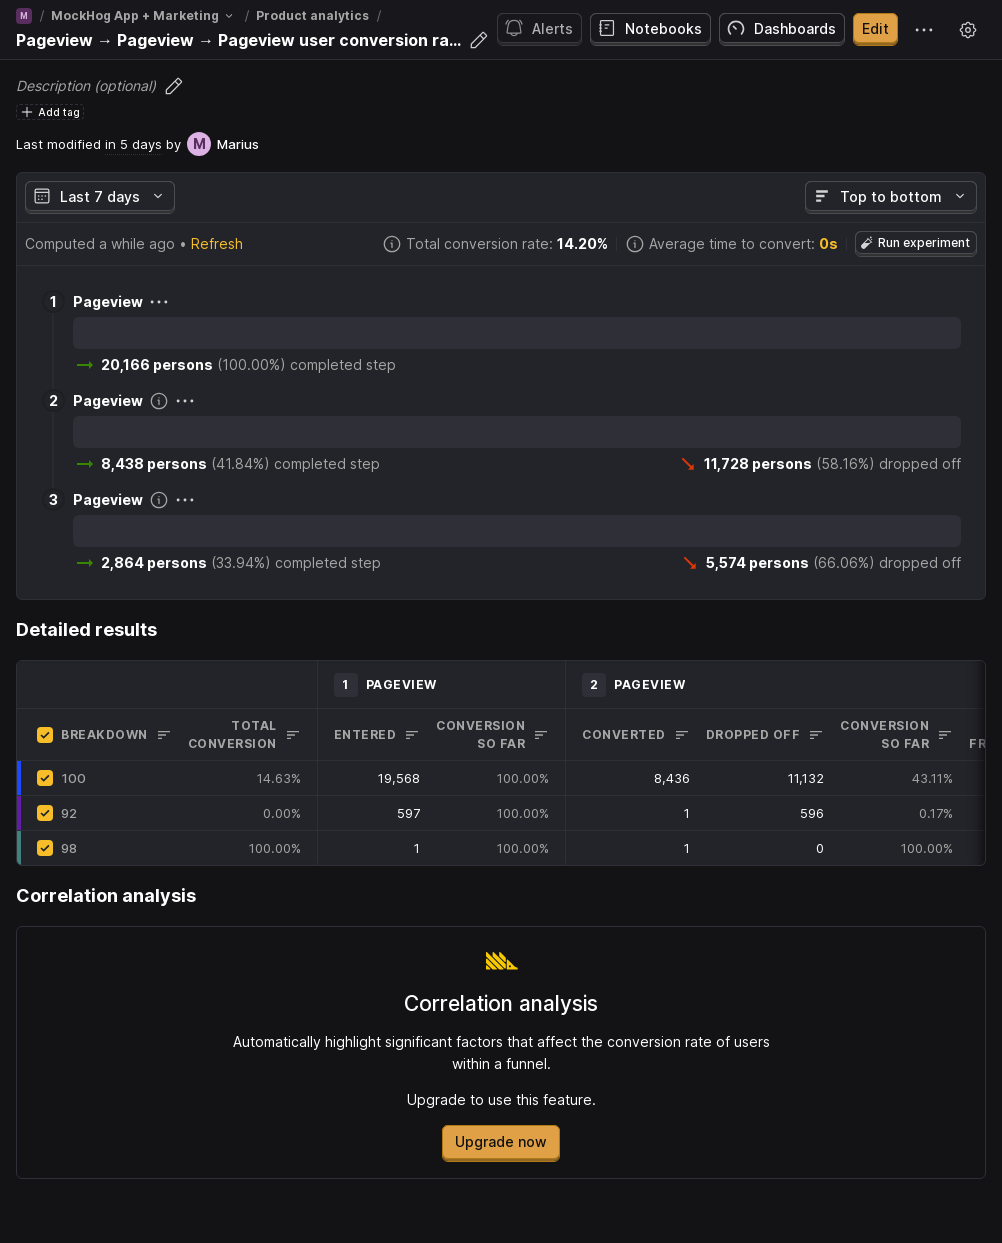 M / MockHog App + Marketing / Product analytics /
Pageview → Pageview → Pageview user conversion ra...
Alerts Notebooks Dashboards Edit
Description (optional)
Add tag
Last modified in 5 days by M Marius
Last 7 days Top to bottom
Computed a while ago • Refresh Total conversion rate: 14.20% Average time to convert: 0s Run experiment
1 Pageview
20,166 persons (100.00%) completed step
2 Pageview
8,438 persons (41.84%) completed step 11,728 persons (58.16%) dropped off
3 Pageview
2,864 persons (33.94%) completed step 5,574 persons (66.06%) dropped off
Detailed results
1 PAGEVIEW 2 PAGEVIEW
BREAKDOWN TOTAL CONVERSION ENTERED CONVERSION SO FAR CONVERTED DROPPED OFF CONVERSION SO FAR FR
100 14.63% 19,568 100.00% 8,436 11,132 43.11%
92 0.00% 597 100.00% 1 596 0.17%
98 100.00% 1 100.00% 1 0 100.00%
Correlation analysis
Correlation analysis
Automatically highlight significant factors that affect the conversion rate of users
within a funnel.
Upgrade to use this feature.
Upgrade now